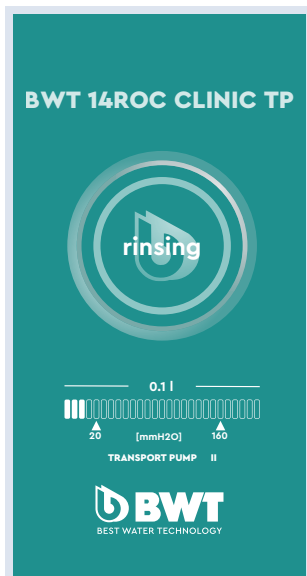 BWT 14ROC CLINIC TP
rinsing
0.1 l
20 [mmH2O] 160
TRANSPORT PUMP II
BWT
BEST WATER TECHNOLOGY